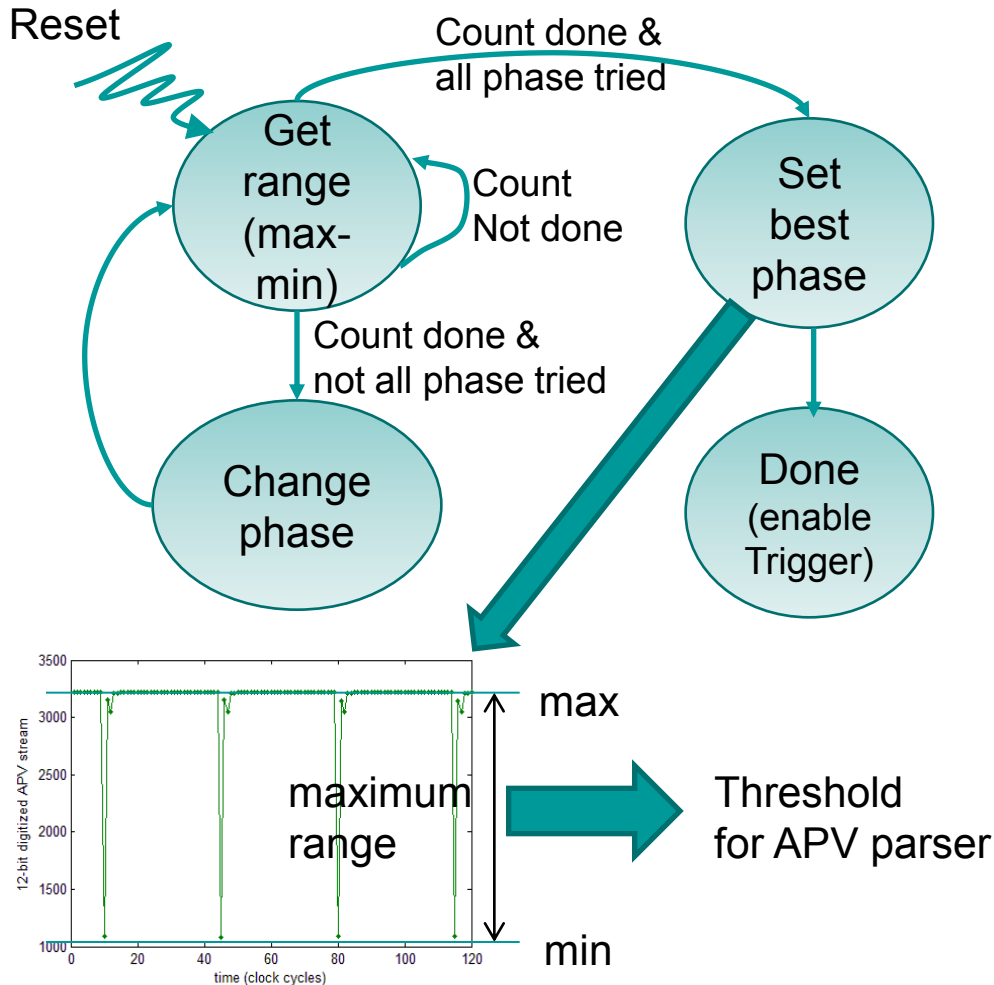 Reset
Count done &
all phase tried
Get
range
(max-
min)
Count
Not done
Set
best
phase
Count done &
not all phase tried
Change
phase
Done
(enable
Trigger)
3500
3000
2500
2000
1500
1000
12-bit digitized APV stream
0
20
40
60
80
100
120
time (clock cycles)
max
maximum
range
min
Threshold
for APV parser